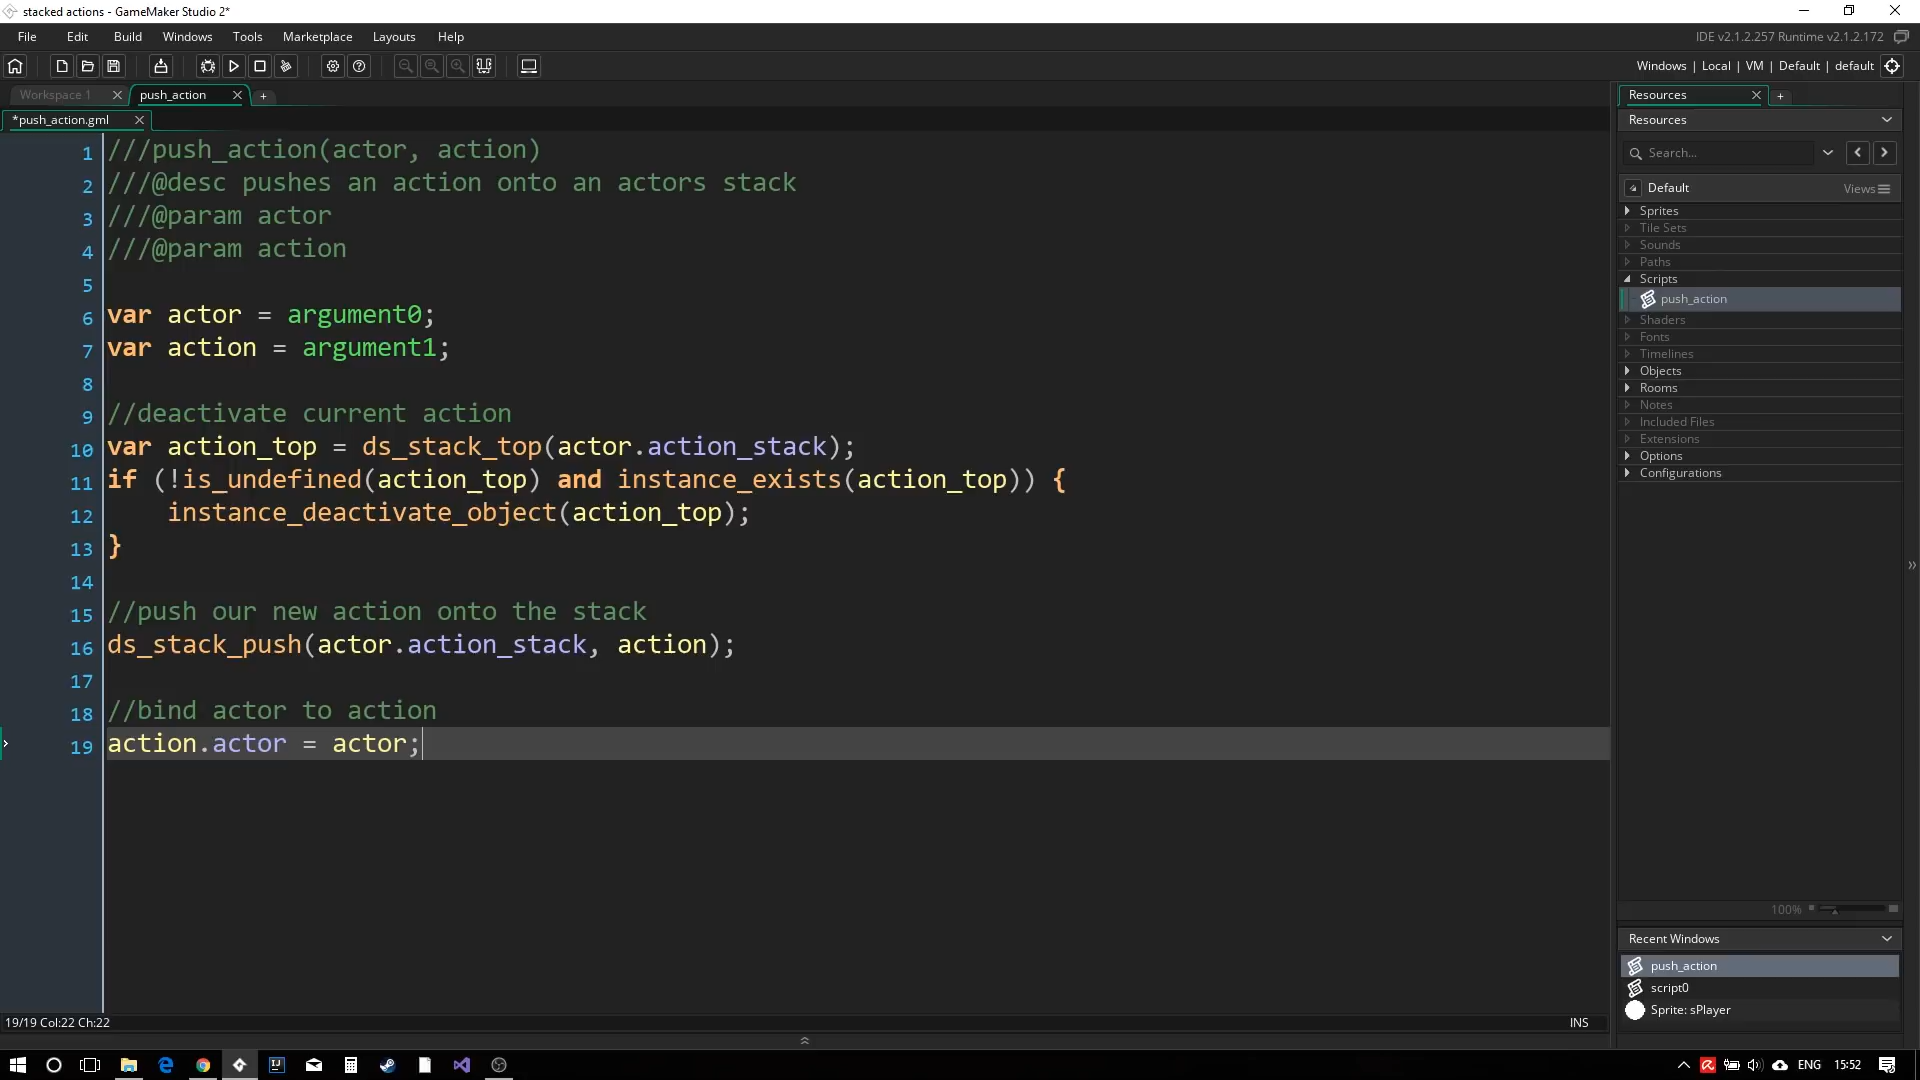 stacked actions - GameMaker Studio 2*
File Edit Build Windows Tools Marketplace Layouts Help
IDE v2.1.2.257 Runtime v2.1.2.172
Windows | Local | VM | Default | default
Workspace 1
push_action
Resources
*push_action.gml
Resources
Search...
Default
Views
Sprites
Tile Sets
Sounds
Paths
Scripts
push_action
Shaders
Fonts
Timelines
Objects
Rooms
Notes
Included Files
Extensions
Options
Configurations
1 ///push_action(actor, action)
2 ///@desc pushes an action onto an actors stack
3 ///@param actor
4 ///@param action
5
6 var actor = argument0;
7 var action = argument1;
8
9 //deactivate current action
10 var action_top = ds_stack_top(actor.action_stack);
11 if (!is_undefined(action_top) and instance_exists(action_top)) {
12 instance_deactivate_object(action_top);
13 }
14
15 //push our new action onto the stack
16 ds_stack_push(actor.action_stack, action);
17
18 //bind actor to action
19 action.actor = actor;
100%
Recent Windows
push_action
script0
Sprite: sPlayer
19/19 Col:22 Ch:22
INS
ENG 15:52